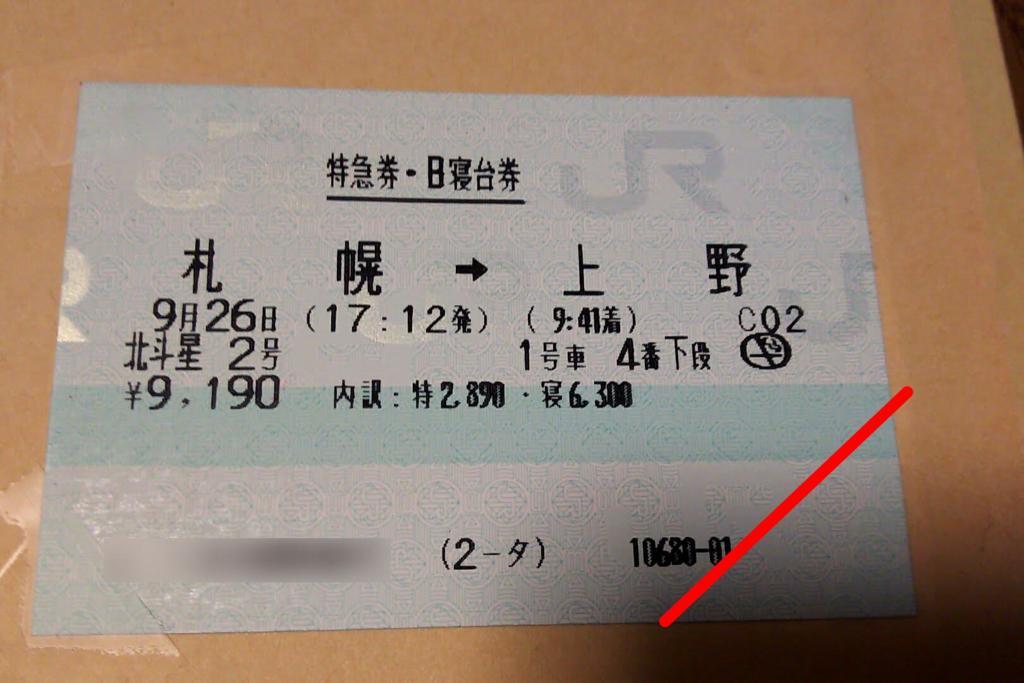 特急券・B寝台券
札幌 → 上野
9月26日 (17:12発) (9:41着) C02
北斗星 2号 1号車 4番下段
¥9,190 内訳:特2,890・寝6,300
(2-タ) 10630-01